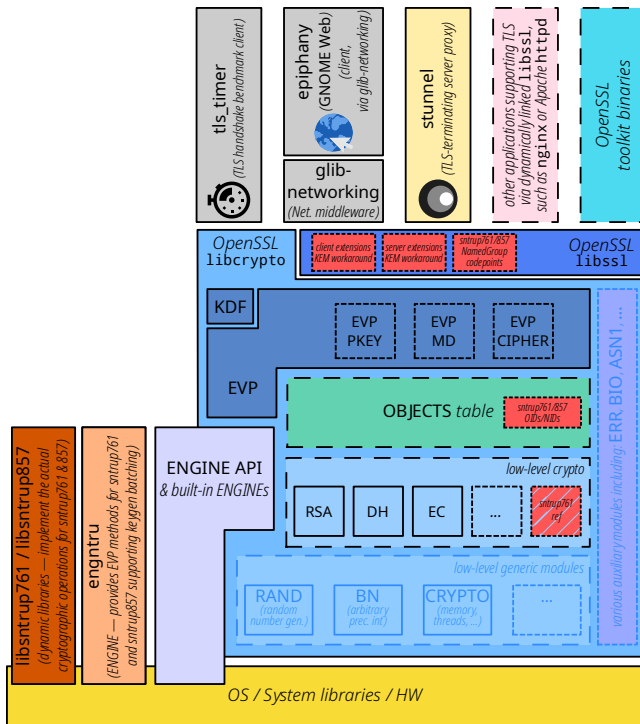 tls_timer
(TLS handshake benchmark client)
epiphany
(GNOME Web)
(client,
via glib-networking)
glib-
networking
(Net. middleware)
stunnel
(TLS-terminating server proxy)
other applications supporting TLS
via dynamically linked libssl,
such as nginx or Apache httpd
OpenSSL
toolkit binaries
OpenSSL
libcrypto
client extensions
KEM workaround
server extensions
KEM workaround
sntrup761/857
NamedGroup
codepoints
OpenSSL
libssl
KDF
EVP
EVP
PKEY
EVP
MD
EVP
CIPHER
various auxiliary modules including: ERR, BIO, ASN1, ...
OBJECTS table
sntrup761/857
OIDs/NIDs
low-level crypto
RSA
DH
EC
...
sntrup761
ref
low-level generic modules
RAND
(random
number gen.)
BN
(arbitrary
prec. int)
CRYPTO
(memory,
threads, ...)
...
libsntrup761 / libsntrup857
(dynamic libraries — implement the actual
cryptographic operations for sntrup761 & 857)
engntru
(ENGINE — provides EVP methods for sntrup761
and sntrup857 supporting keygen batching)
ENGINE API
& built-in ENGINEs
OS / System libraries / HW